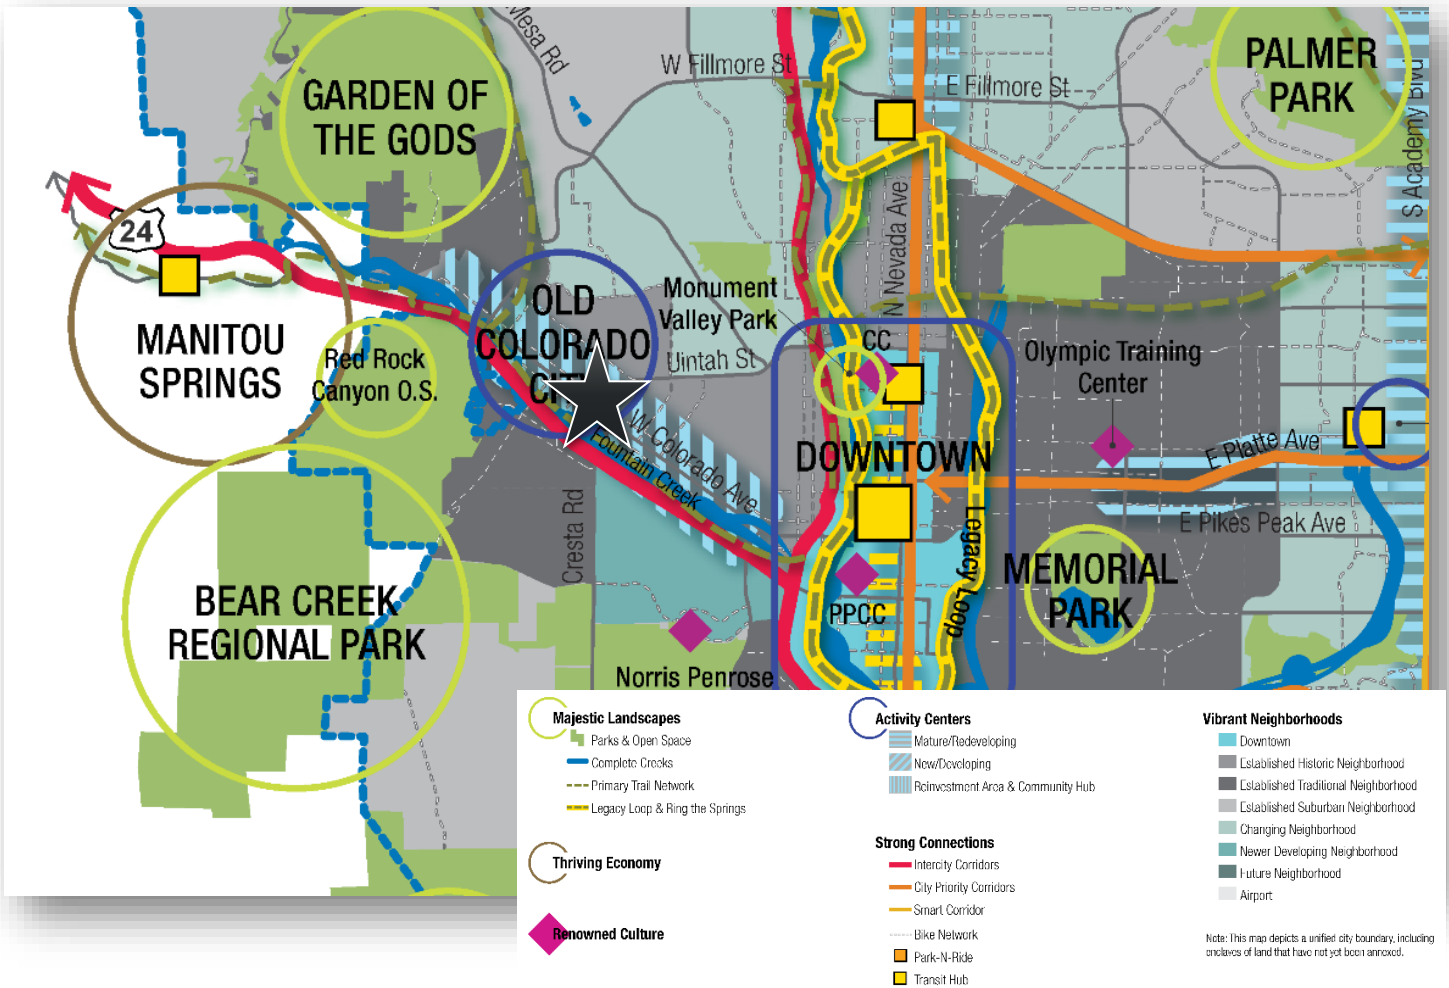 Mesa Rd
W Fillmore St
E Fillmore St
PALMER
PARK
S Academy Blvd
GARDEN OF
THE GODS
24
N Nevada Ave
MANITOU
SPRINGS
Red Rock
Canyon O.S.
OLD
COLORADO
Monument
Valley Park
Uintah St
CC
Olympic Training
Center
W Colorado Ave
Fountain Creek
DOWNTOWN
E Platte Ave
E Pikes Peak Ave
Cresta Rd
Legacy Loop
MEMORIAL
PARK
BEAR CREEK
REGIONAL PARK
PPCC
Norris Penrose
Majestic Landscapes
Parks & Open Space
Complete Creeks
Primary Trail Network
Legacy Loop & Ring the Springs
Thriving Economy
Renowned Culture
Activity Centers
Mature/Redeveloping
New/Developing
Reinvestment Area & Community Hub
Strong Connections
Intercity Corridors
City Priority Corridors
Smart Corridor
Bike Network
Park-N-Ride
Transit Hub
Vibrant Neighborhoods
Downtown
Established Historic Neighborhood
Established Traditional Neighborhood
Established Suburban Neighborhood
Changing Neighborhood
Newer Developing Neighborhood
Future Neighborhood
Airport
Note: This map depicts a unified city boundary, including
enclaves of land that have not yet been annexed.